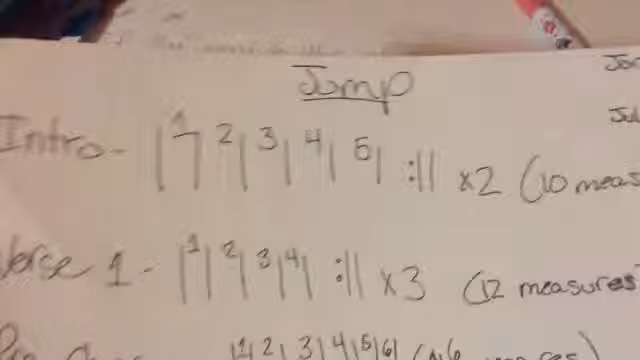 Jump
Intro- |1| 2| 3| 4| 5| :|| x2 (10 meas
Verse 1- |1| 2| 3| 4| :|| x3 (12 measures
|1| 2| 3| 4| 5| 6|